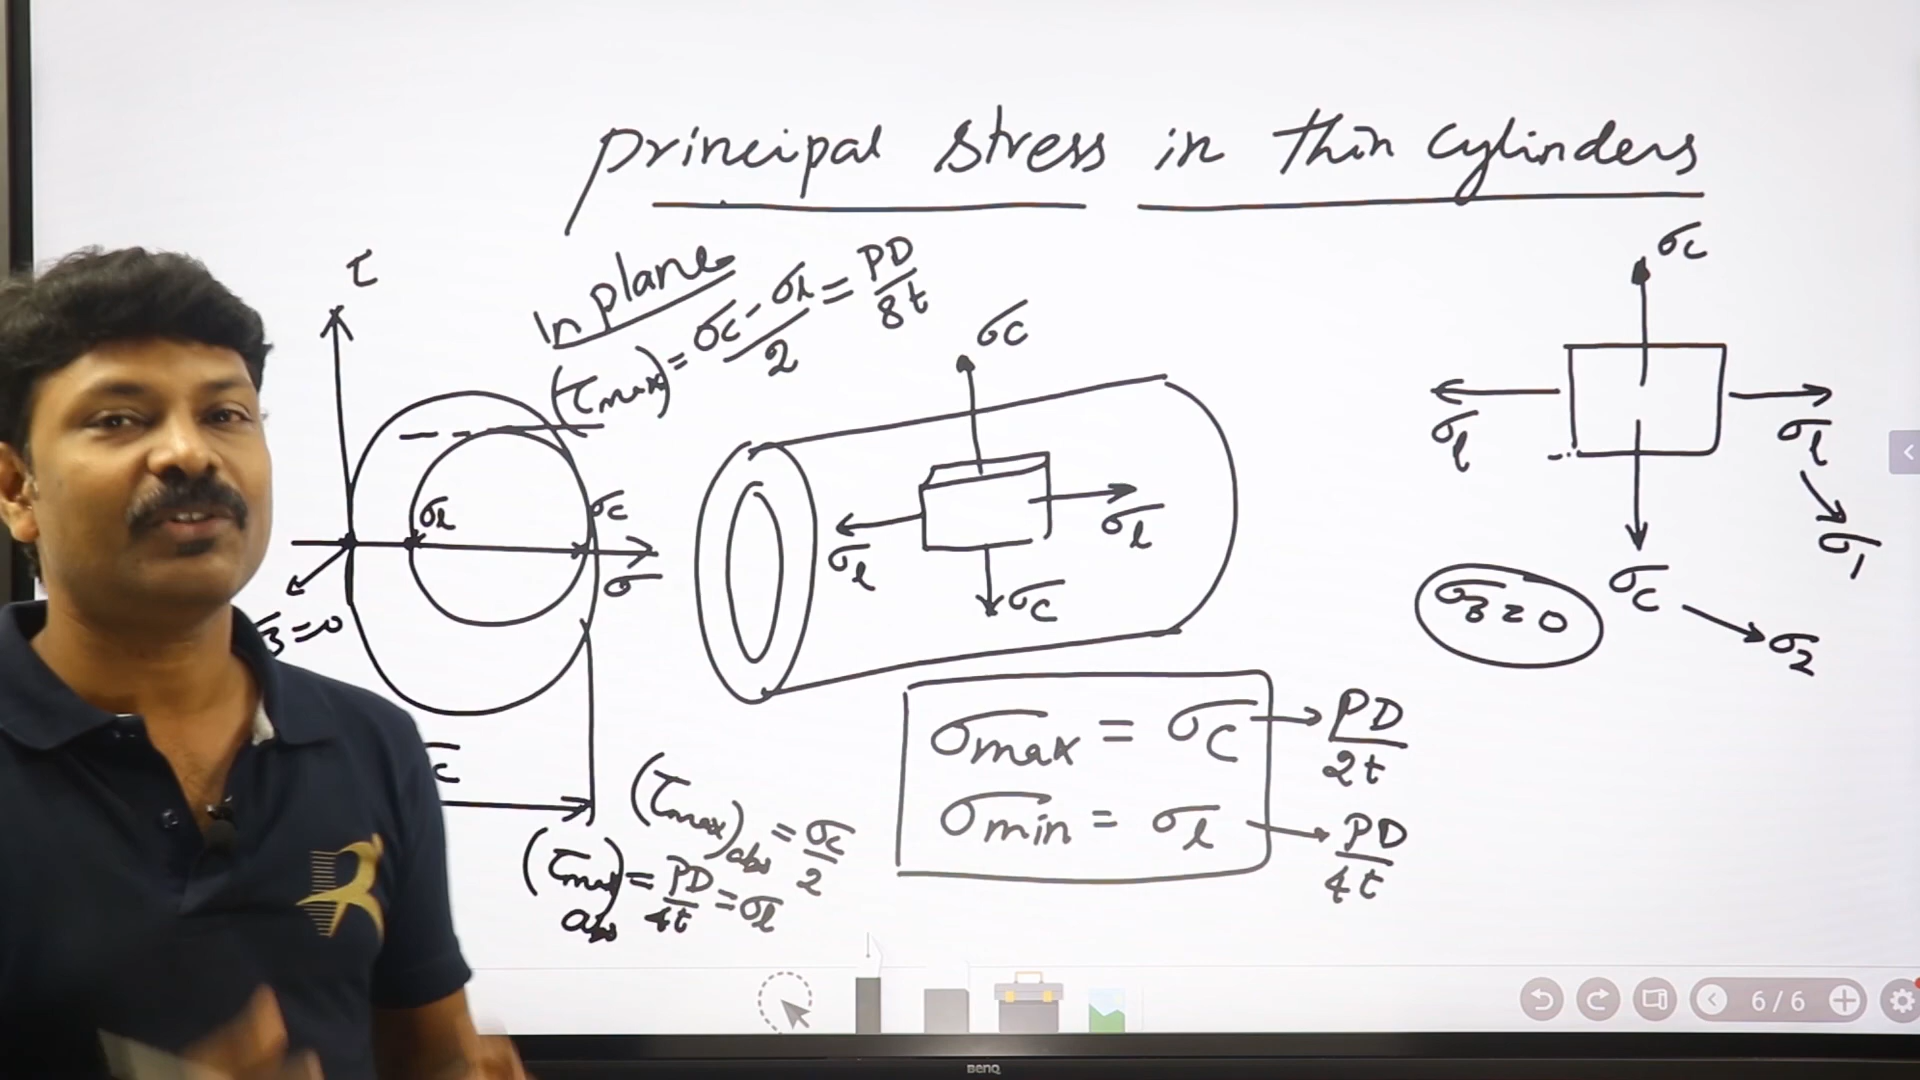 principal stress in thin cylinders
τ
In plane
(τmax) = σc - σl / 2 = PD / 8t
σc
σl
σc
σ
σ3 = 0
σc
σl
σl
σc
σc
σl
σl
σc
σ1
σ2
σ3 = 0
σmax = σc → PD / 2t
σmin = σl → PD / 4t
(τmax)abs = σc / 2
(τmax)abs = PD / 4t = σl
6/6
BenQ